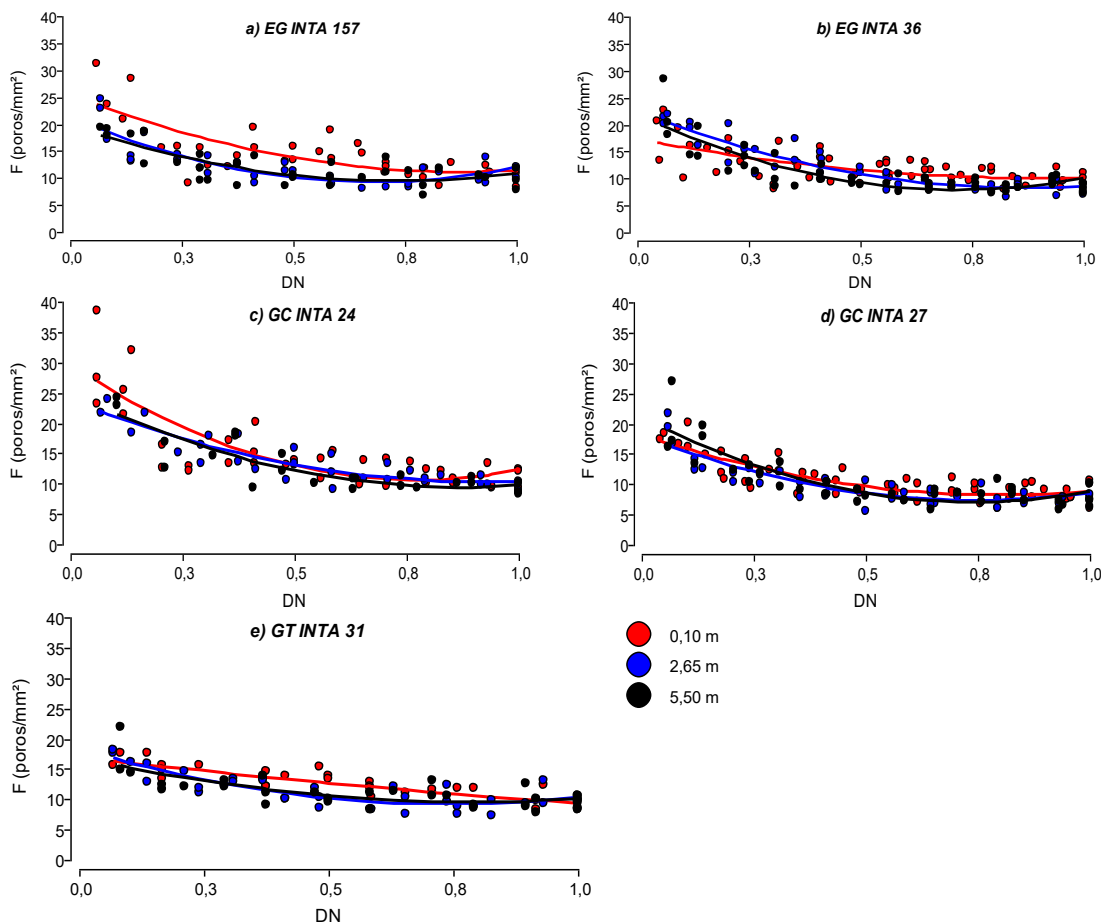 a) EG INTA 157
F (poros/mm²)
40
35
30
25
20
15
10
5
0
0,0 0,3 0,5 0,8 1,0
DN
b) EG INTA 36
F (poros/mm²)
40
35
30
25
20
15
10
5
0
0,0 0,3 0,5 0,8 1,0
DN
c) GC INTA 24
F (poros/mm²)
40
35
30
25
20
15
10
5
0
0,0 0,3 0,5 0,8 1,0
DN
d) GC INTA 27
F (poros/mm²)
40
35
30
25
20
15
10
5
0
0,0 0,3 0,5 0,8 1,0
DN
e) GT INTA 31
F (poros/mm²)
40
35
30
25
20
15
10
5
0
0,0 0,3 0,5 0,8 1,0
DN
0,10 m
2,65 m
5,50 m